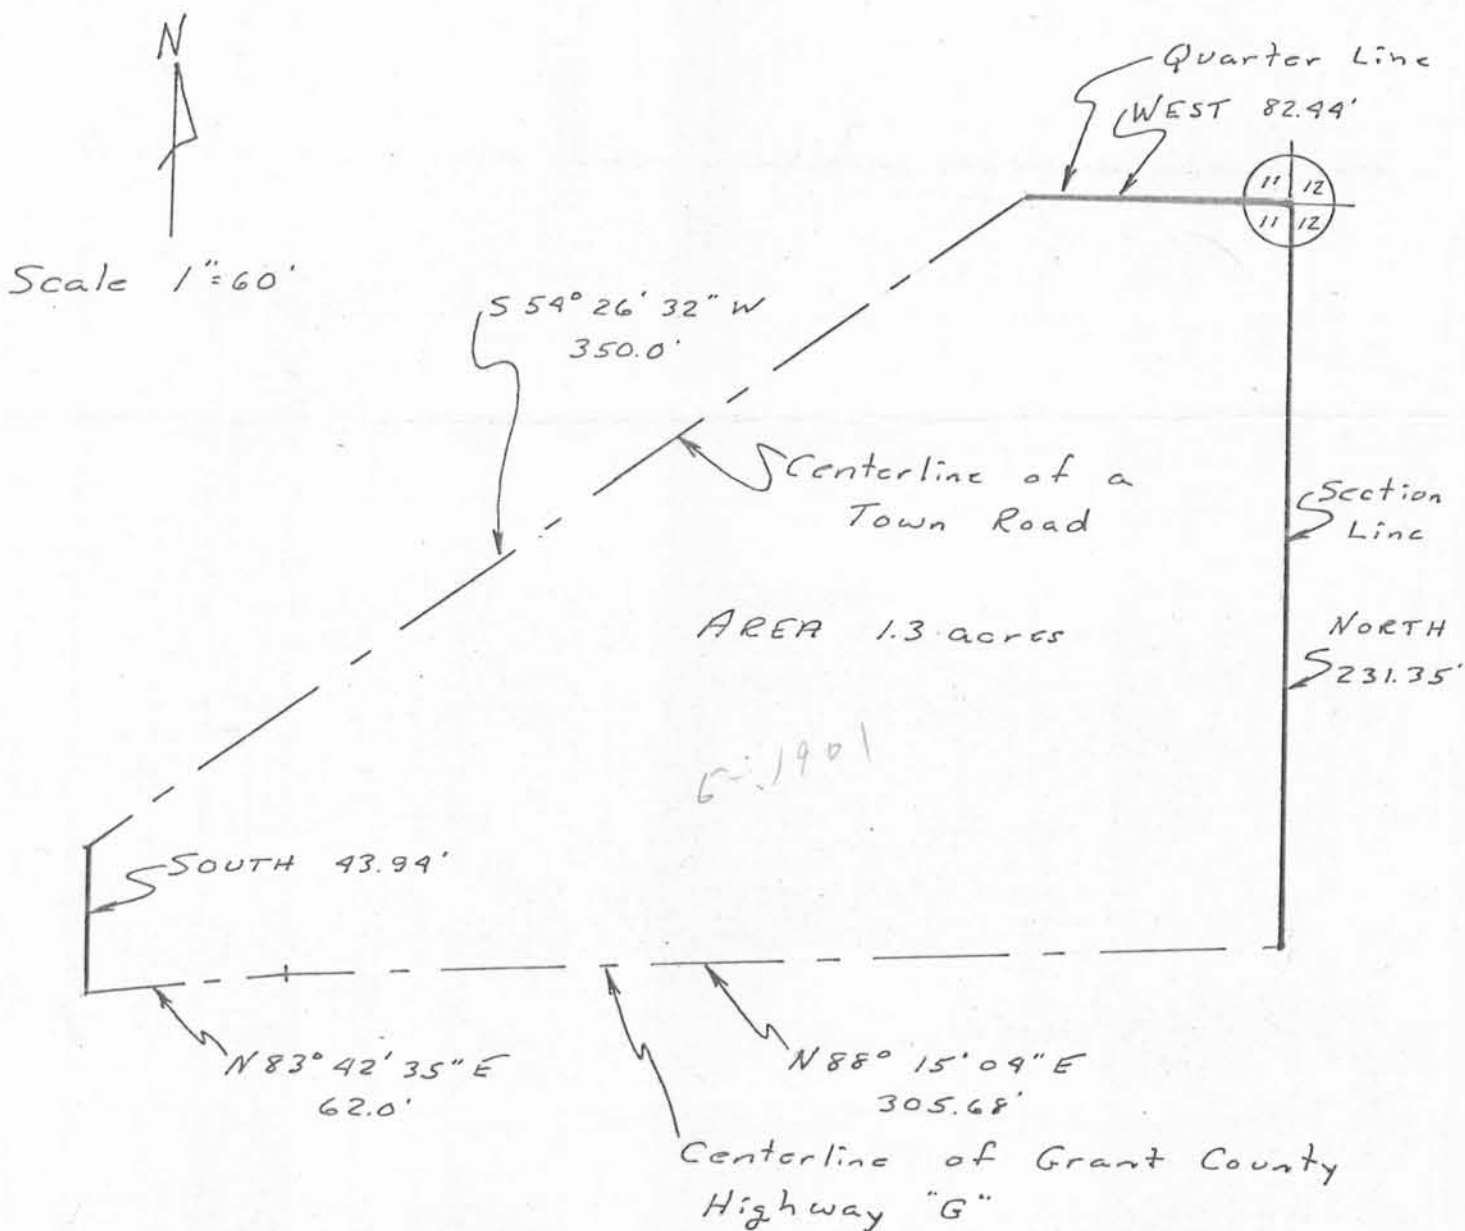 N
Scale 1"=60'
Quarter Line
WEST 82.44'
11 12
11 12
S 54° 26' 32" W
350.0'
Centerline of a
Town Road
Section
Line
AREA 1.3 acres
NORTH
231.35'
SOUTH 43.94'
N 83° 42' 35" E
62.0'
N 88° 15' 04" E
305.68'
Centerline of Grant County
Highway "G"